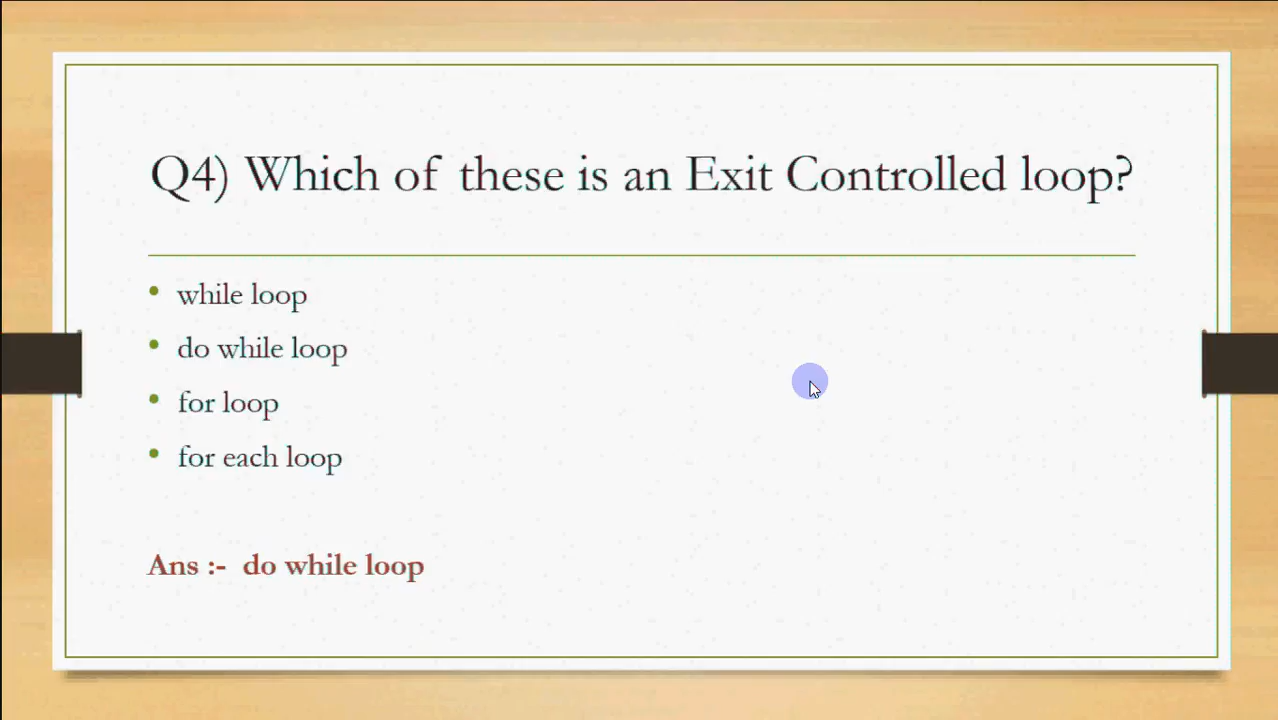 Q4) Which of these is an Exit Controlled loop?
• while loop
• do while loop
• for loop
• for each loop
Ans :- do while loop